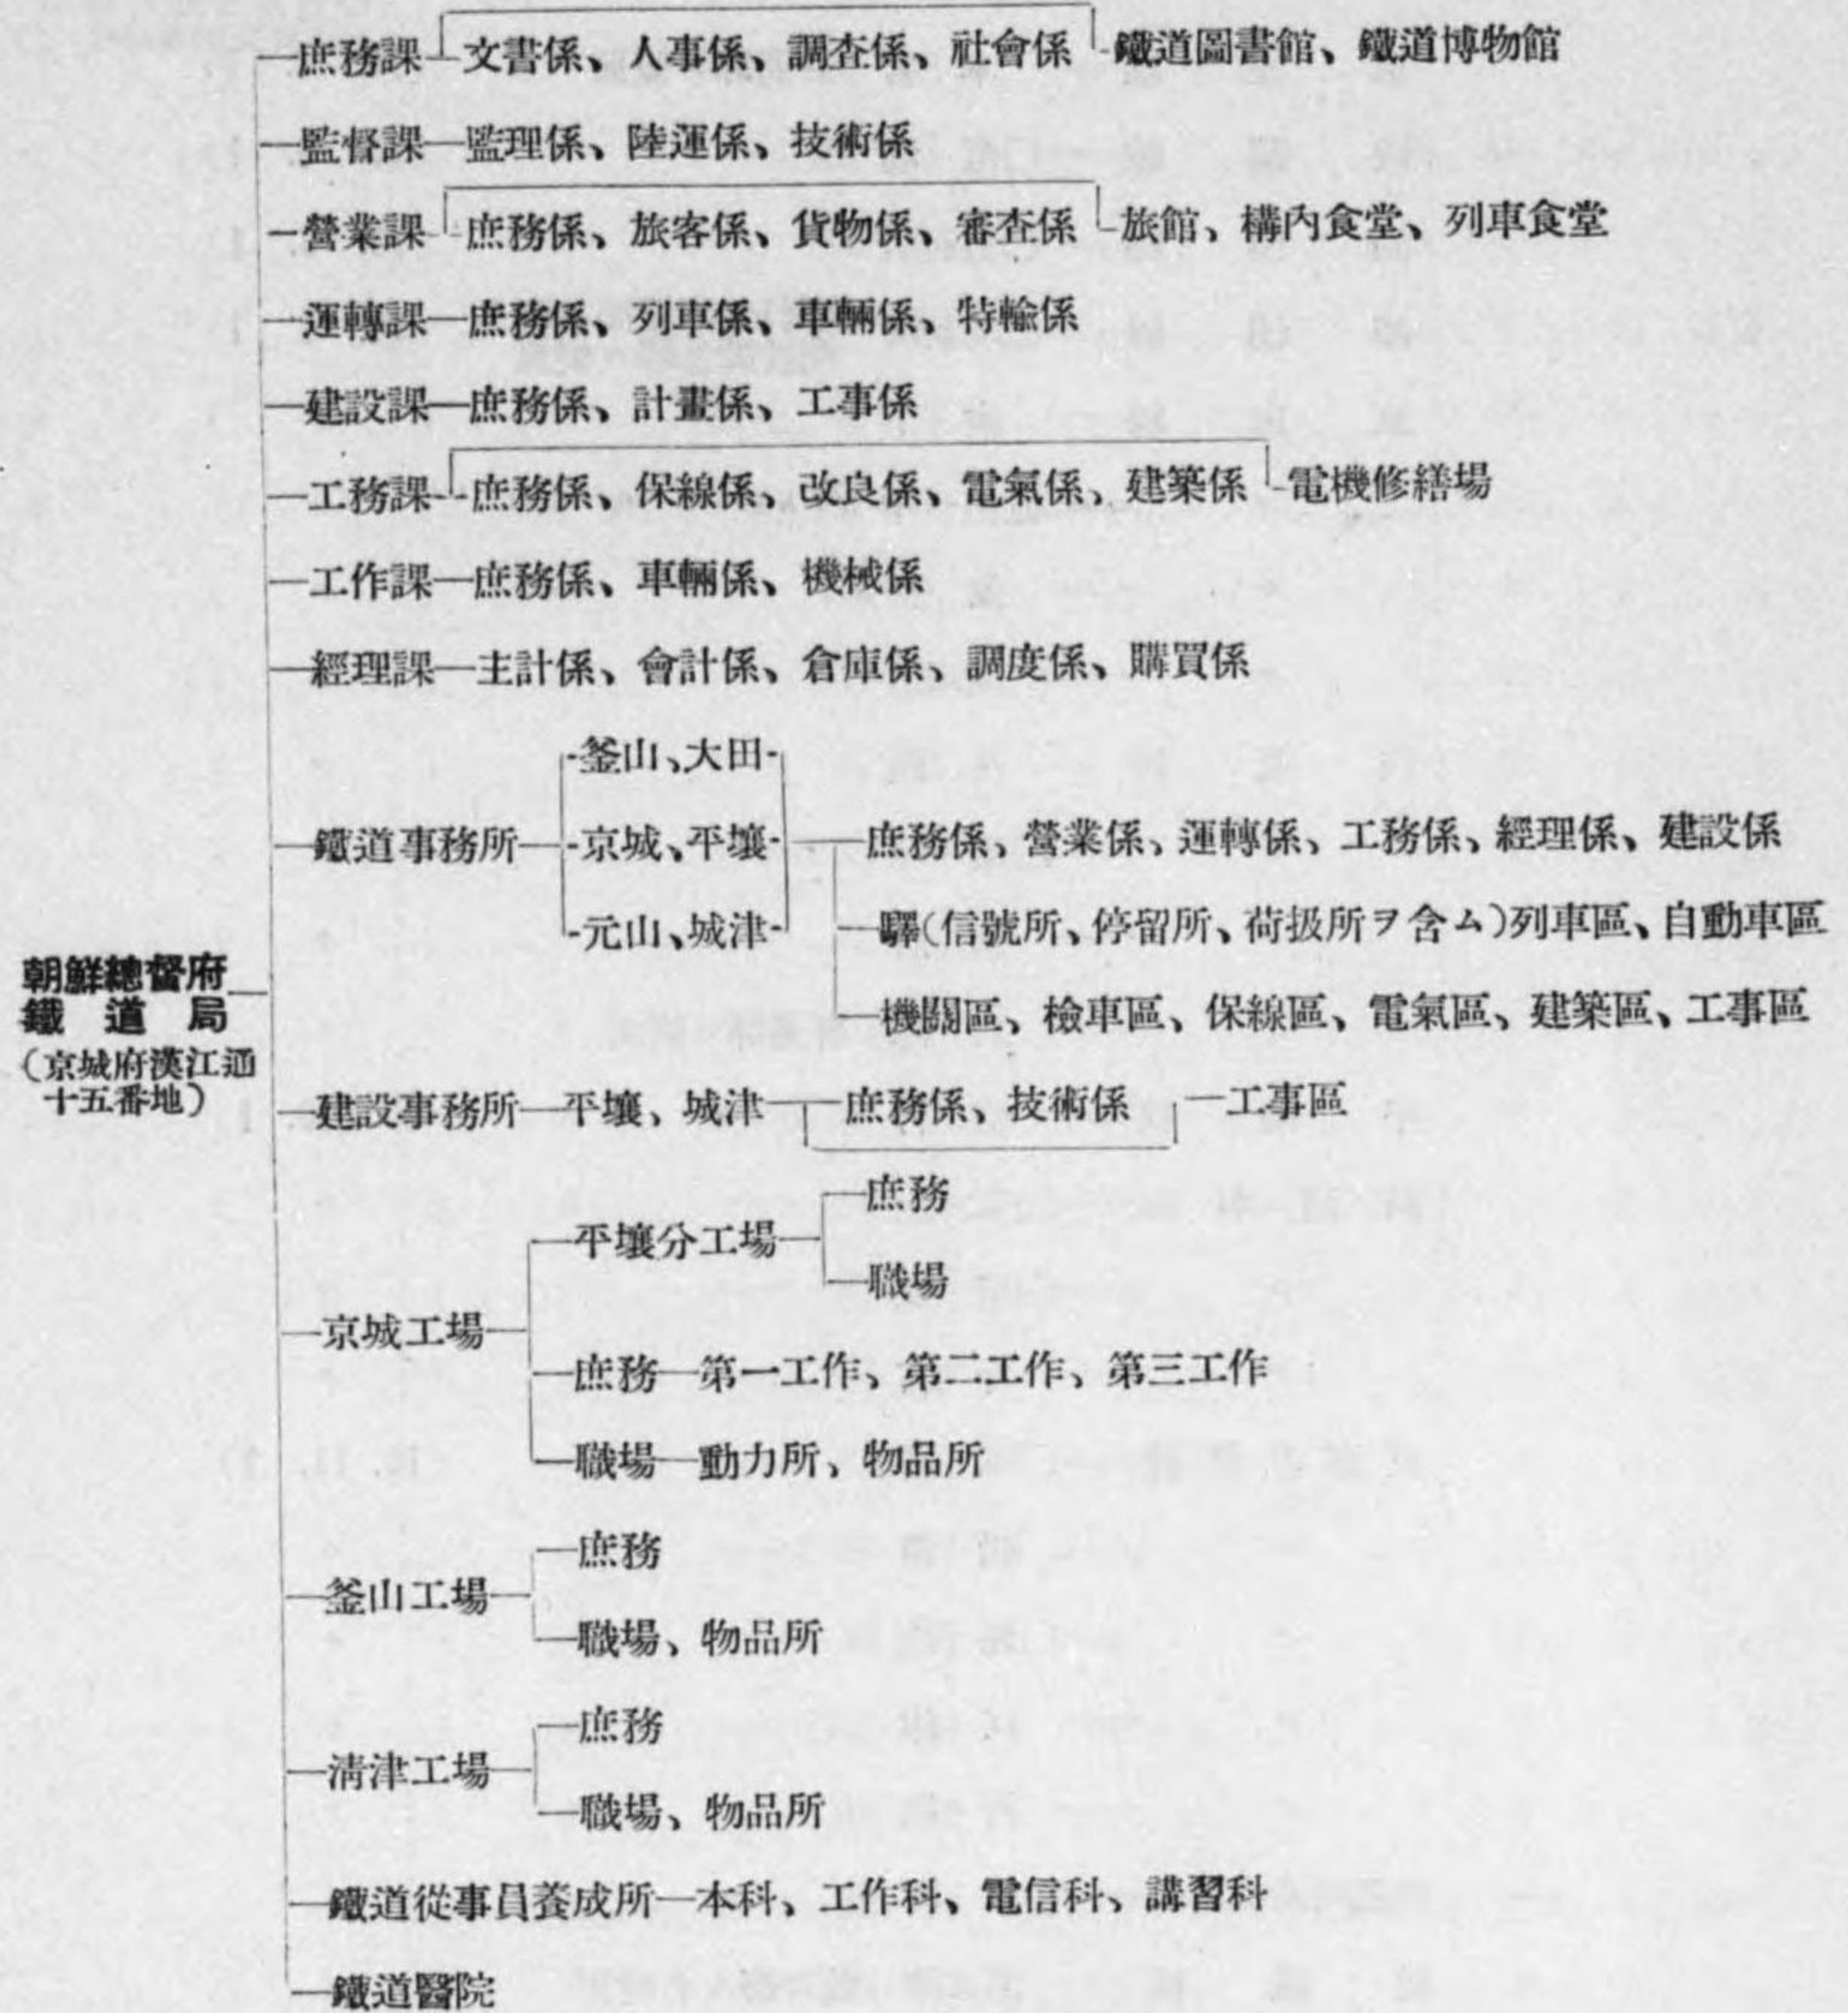 庶務課 文書係、人事係、調査係、社會係 鐵道圖書館、鐵道博物館
監督課 監理係、陸運係、技術係
營業課 庶務係、旅客係、貨物係、審査係 旅館、構內食堂、列車食堂
運轉課 庶務係、列車係、車輛係、特輸係
建設課 庶務係、計畫係、工事係
工務課 庶務係、保線係、改良係、電氣係、建築係 電機修繕場
工作課 庶務係、車輛係、機械係
經理課 主計係、會計係、倉庫係、調度係、購買係
釜山、大田
鐵道事務所 京城、平壤 庶務係、營業係、運轉係、工務係、經理係、建設係
元山、城津 驛(信號所、停留所、荷扱所ヲ含ム)列車區、自動車區
機關區、檢車區、保線區、電氣區、建築區、工事區
朝鮮總督府
鐵道局
(京城府漢江通
十五番地)
建設事務所 平壤、城津 庶務係、技術係 工事區
庶務
平壤分工場
職場
京城工場
庶務 第一工作、第二工作、第三工作
職場 動力所、物品所
庶務
釜山工場
職場、物品所
庶務
淸津工場
職場、物品所
鐵道從事員養成所 本科、工作科、電信科、講習科
鐵道醫院